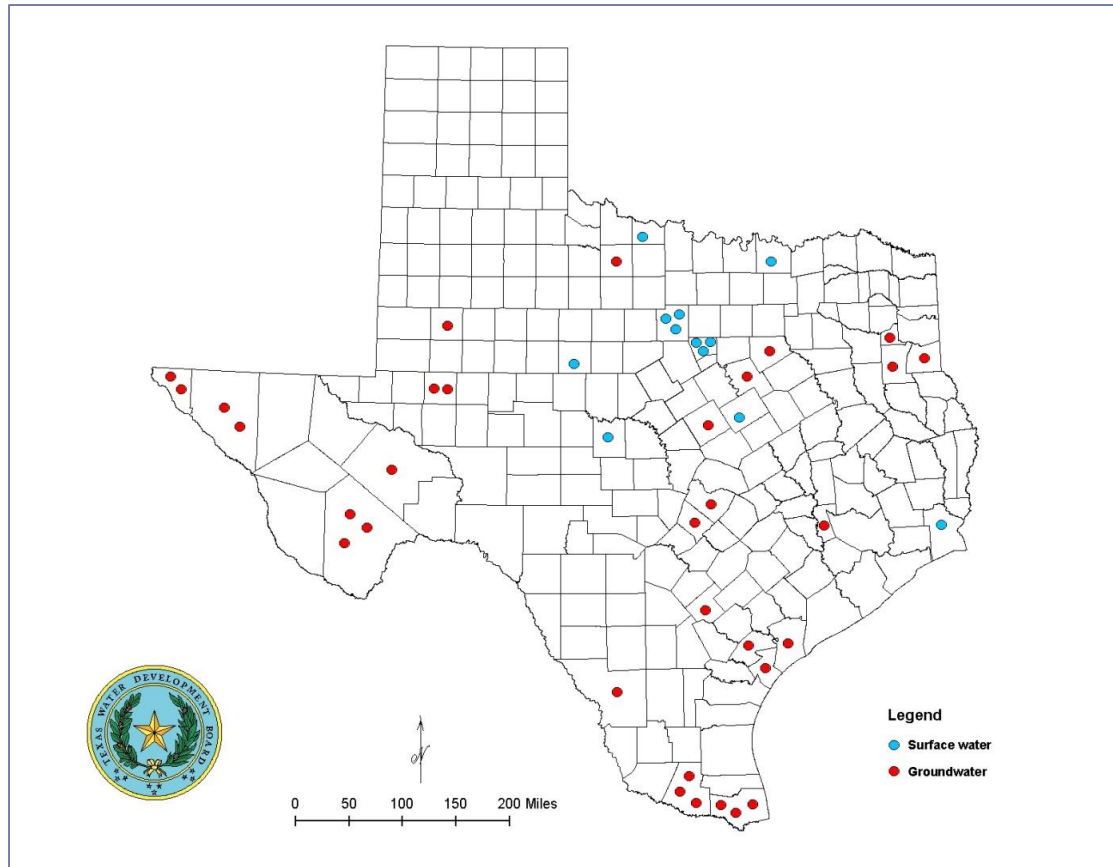 TEXAS WATER DEVELOPMENT BOARD
N
Legend
Surface water
Groundwater
0 50 100 150 200 Miles